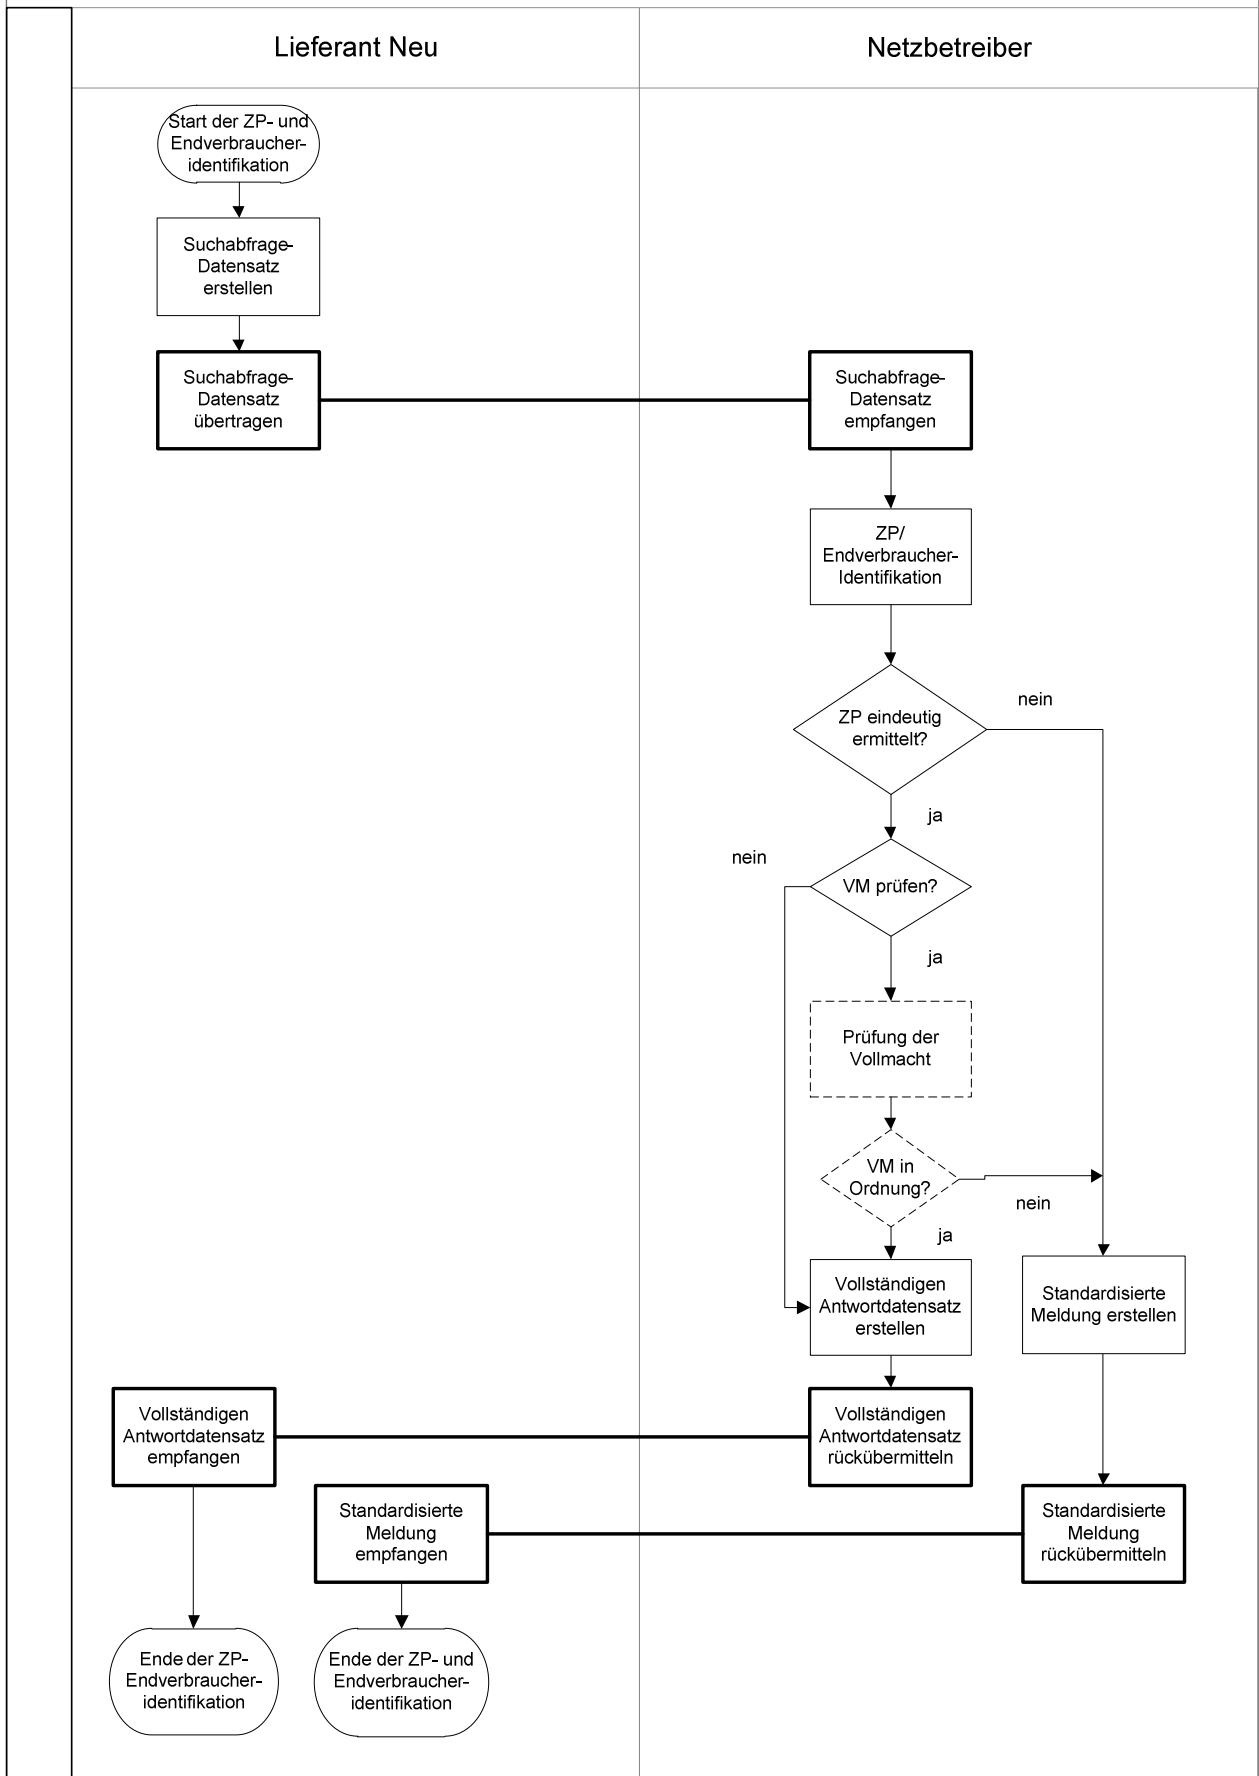 Lieferant Neu
Netzbetreiber
Start der ZP- und
Endverbraucher-
identifikation
Suchabfrage-
Datensatz
erstellen
Suchabfrage-
Datensatz
übertragen
Suchabfrage-
Datensatz
empfangen
ZP/
Endverbraucher-
Identifikation
ZP eindeutig
ermittelt?
nein
ja
nein
VM prüfen?
ja
Prüfung der
Vollmacht
VM in
Ordnung?
nein
ja
Vollständigen
Antwortdatensatz
erstellen
Standardisierte
Meldung erstellen
Vollständigen
Antwortdatensatz
empfangen
Vollständigen
Antwortdatensatz
rückübermitteln
Standardisierte
Meldung
empfangen
Standardisierte
Meldung
rückübermitteln
Ende der ZP-
Endverbraucher-
identifikation
Ende der ZP- und
Endverbraucher-
identifikation